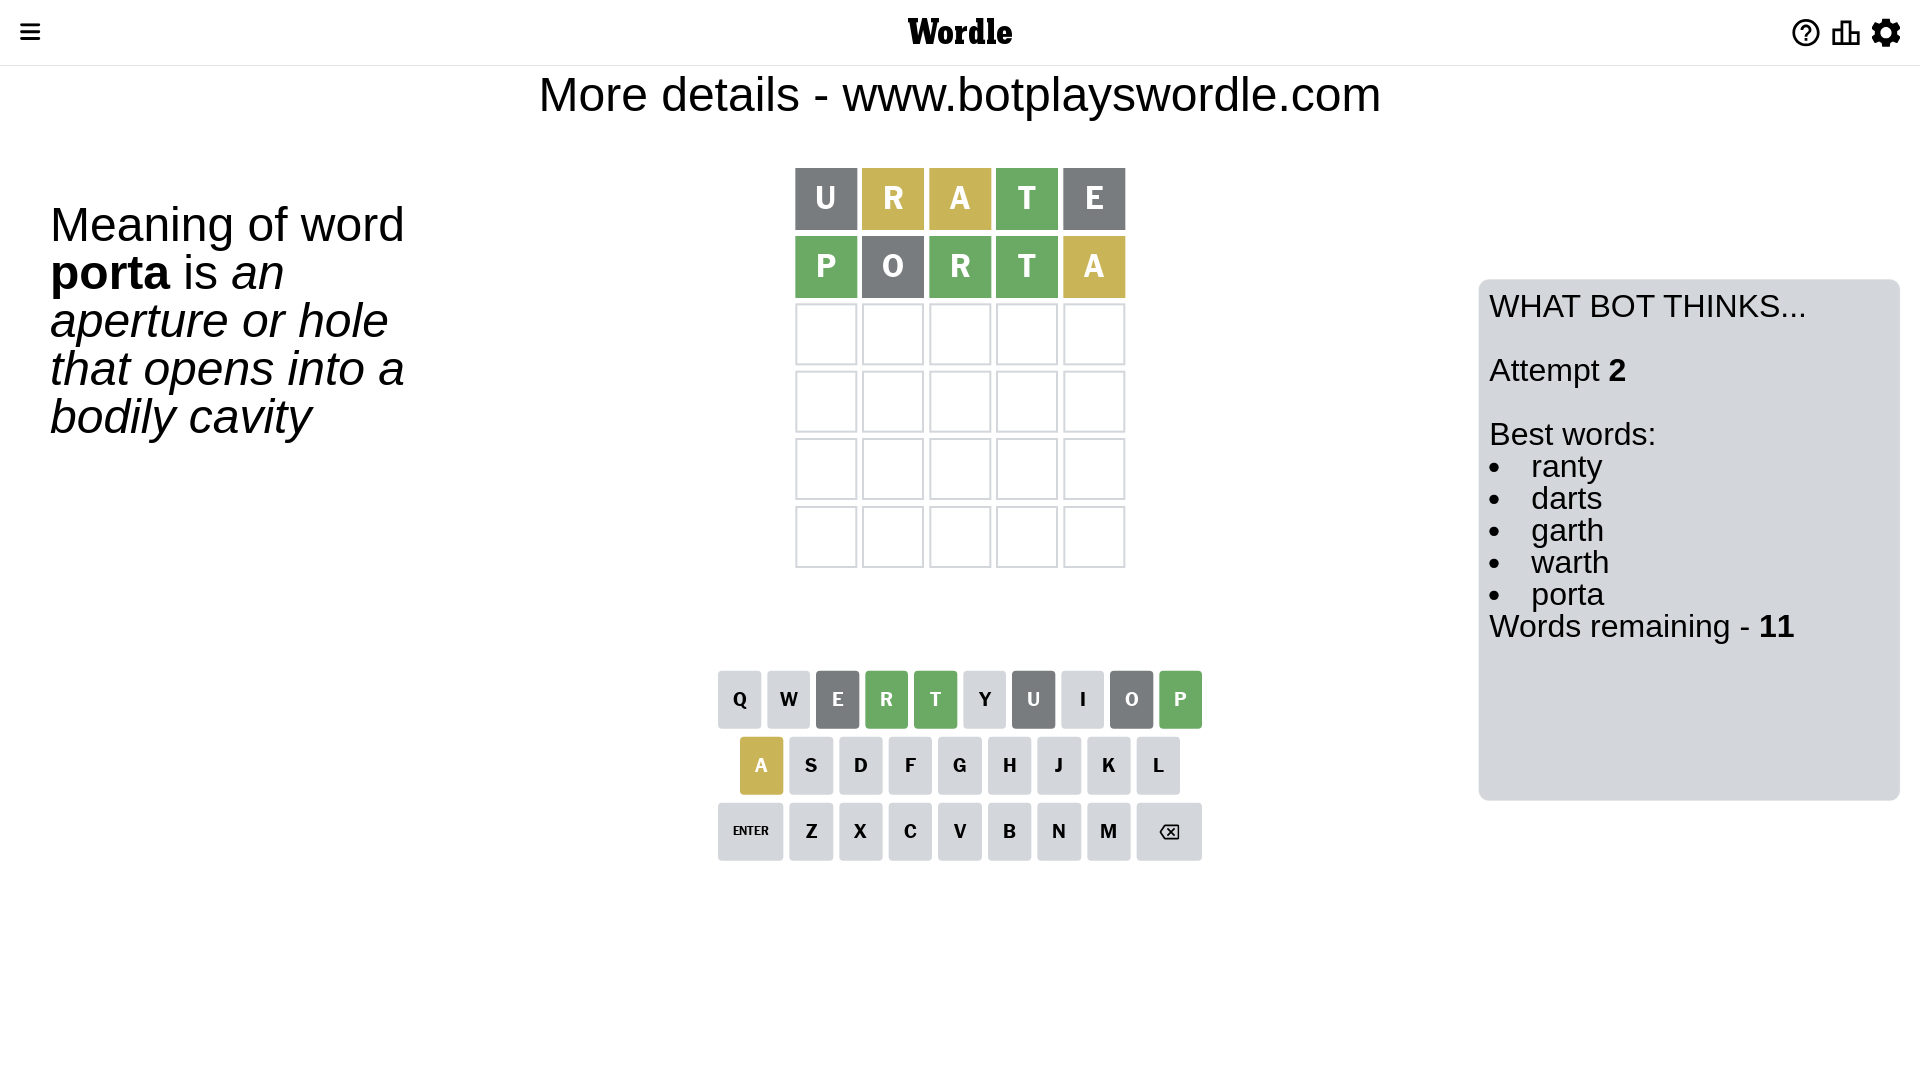 Wordle
More details - www.botplayswordle.com
Meaning of word
porta is an
aperture or hole
that opens into a
bodily cavity
U R A T E
P O R T A
WHAT BOT THINKS...
Attempt 2
Best words:
• ranty
• darts
• garth
• warth
• porta
Words remaining - 11
Q W E R T Y U I O P
A S D F G H J K L
ENTER Z X C V B N M